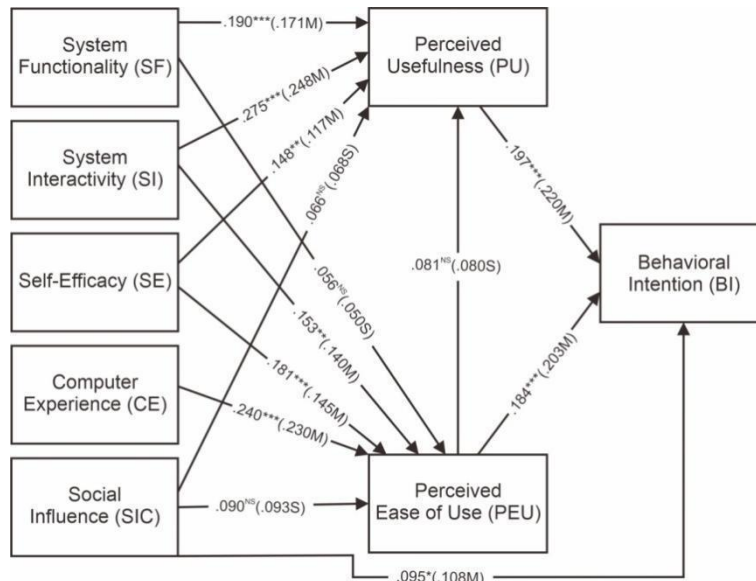 System
Functionality (SF)
System
Interactivity (SI)
Self-Efficacy (SE)
Computer
Experience (CE)
Social
Influence (SIC)
.190***(.171M)
.275***(.248M)
.148**(.117M)
.066NS(.068S)
.056NS(.050S)
.153**(.140M)
.181***(.145M)
.240***(.230M)
.090NS(.093S)
Perceived
Usefulness (PU)
.081NS(.080S)
Perceived
Ease of Use (PEU)
.197***(.220M)
.184***(.203M)
Behavioral
Intention (BI)
.095*(.108M)